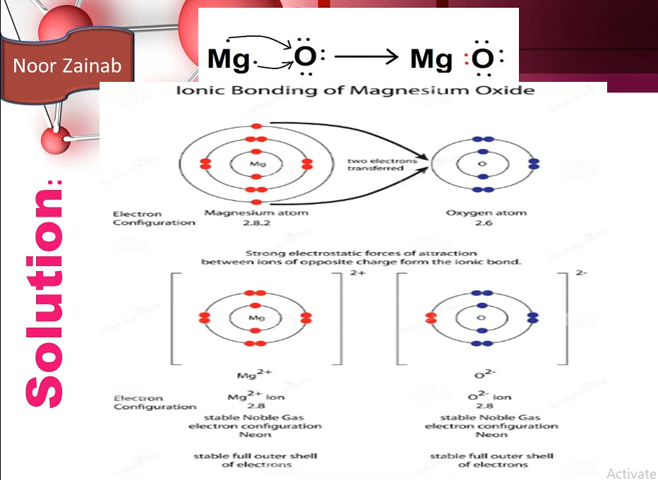 Noor Zainab
Mg. O: → Mg :O:
Ionic Bonding of Magnesium Oxide
Mg
two electrons
transferred
O
Electron
Configuration
Magnesium atom
2.8.2
Oxygen atom
2.6
Solution:
Strong electrostatic forces of attraction
between ions of opposite charge form the ionic bond.
2+
2-
Mg
O
Mg2+
O2-
Electron
Configuration
Mg2+ Ion
2.8
stable Noble Gas
electron configuration
Neon
stable full outer shell
of electrons
O2- ion
2.8
stable Noble Gas
electron configuration
Neon
stable full outer shell
of electrons
Activate